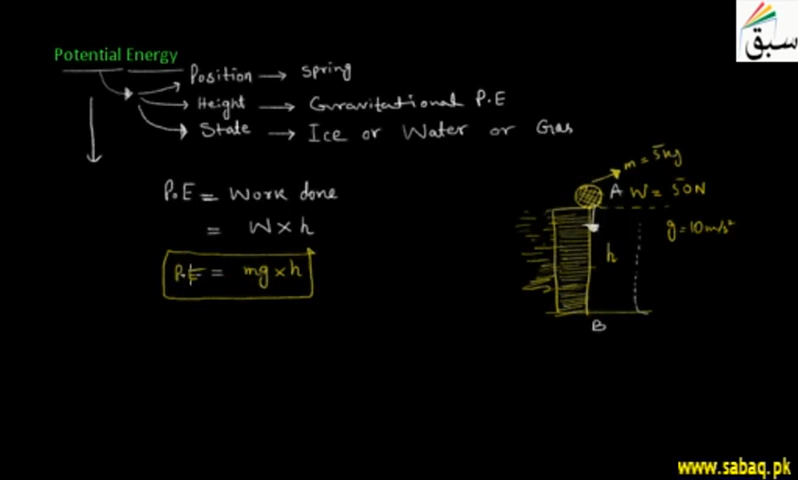 سبق
Potential Energy
Position → Spring
Height → Gravitational P.E
State → Ice or Water or Gas
m = 5kg
A W = 50N
g = 10m/s²
P.E = Work done
= W × h
P.E = mg × h
h
B
www.sabaq.pk